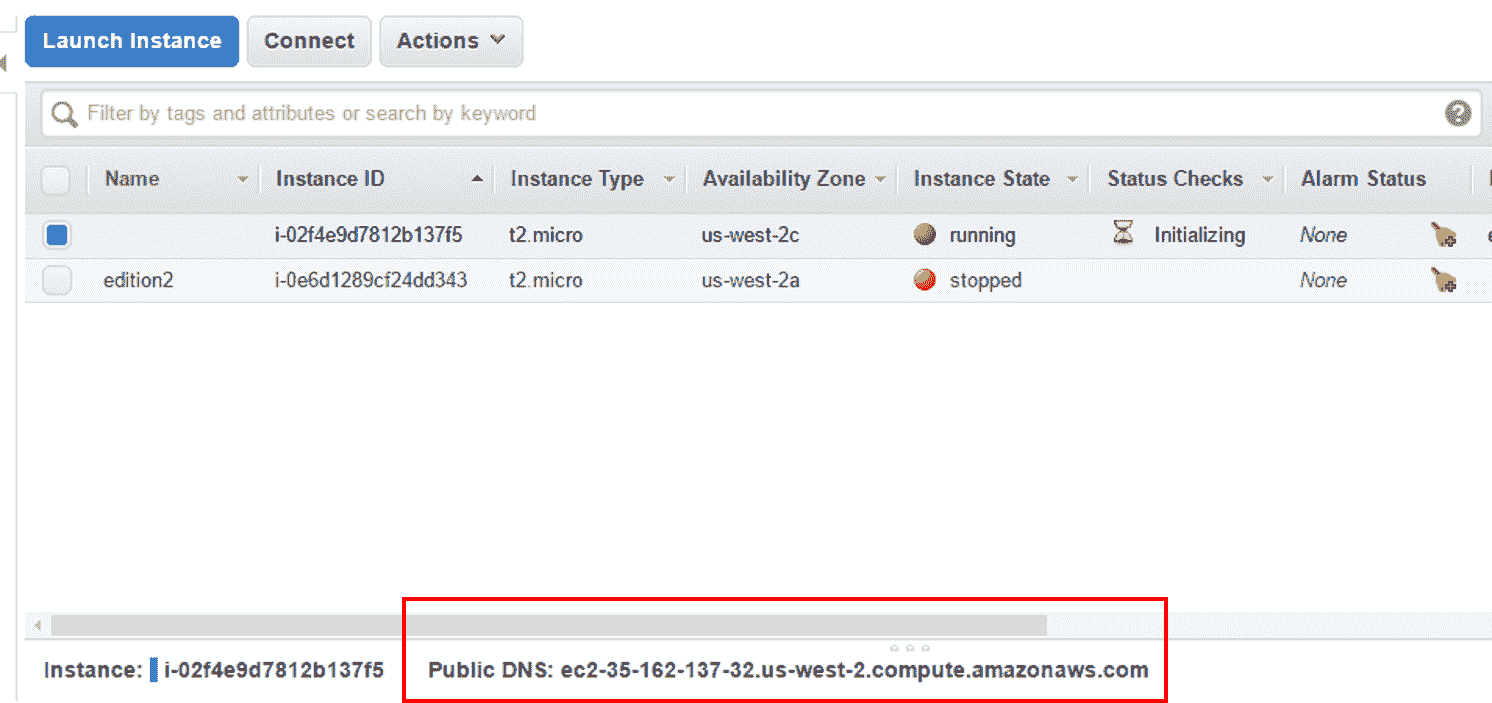 Launch Instance Connect Actions
Filter by tags and attributes or search by keyword
Name Instance ID Instance Type Availability Zone Instance State Status Checks Alarm Status
i-02f4e9d7812b137f5 t2.micro us-west-2c running Initializing None
edition2 i-0e6d1289cf24dd343 t2.micro us-west-2a stopped None
Instance: i-02f4e9d7812b137f5 Public DNS: ec2-35-162-137-32.us-west-2.compute.amazonaws.com